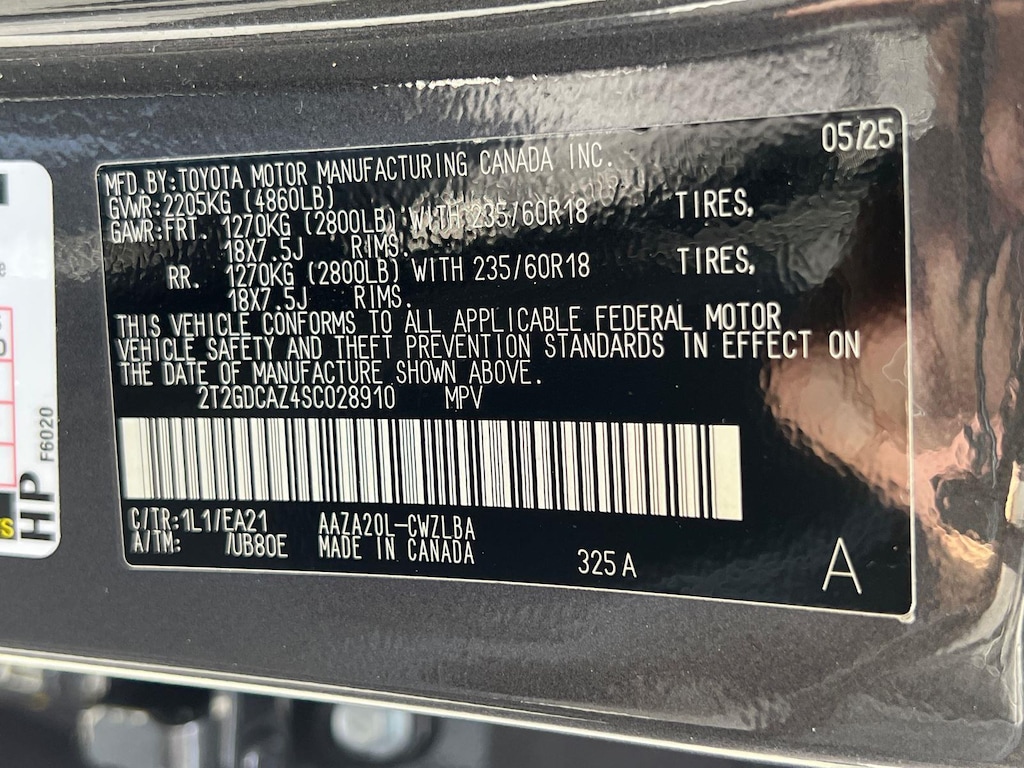 05/25
MFD.BY:TOYOTA MOTOR MANUFACTURING CANADA INC.
GVWR:2205KG (4860LB)
GAWR:FRT. 1270KG (2800LB) WITH 235/60R18 TIRES,
18X7.5J RIMS.
RR. 1270KG (2800LB) WITH 235/60R18 TIRES,
18X7.5J RIMS.
THIS VEHICLE CONFORMS TO ALL APPLICABLE FEDERAL MOTOR
VEHICLE SAFETY AND THEFT PREVENTION STANDARDS IN EFFECT ON
THE DATE OF MANUFACTURE SHOWN ABOVE.
2T2GDCAZ4SC028910 MPV
C/TR:1L1/EA21 AAZA20L-CWZLBA
A/TM: /UB80E MADE IN CANADA
325A
A
HP
F6020